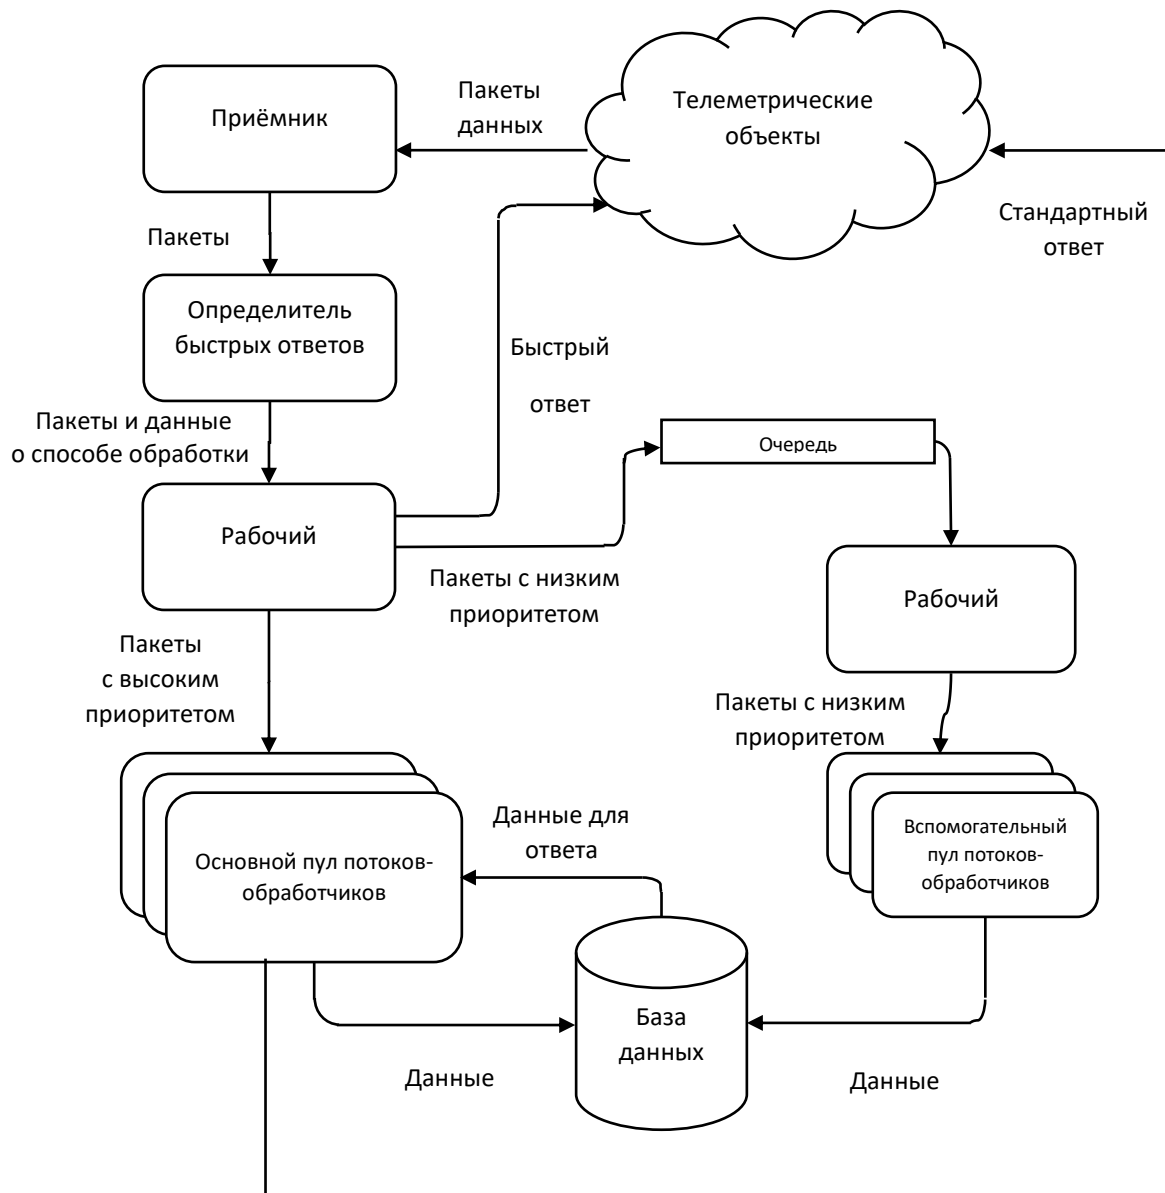 Приёмник
Пакеты
данных
Телеметрические
объекты
Стандартный
ответ
Пакеты
Определитель
быстрых ответов
Быстрый
ответ
Пакеты и данные
о способе обработки
Очередь
Рабочий
Пакеты с низким
приоритетом
Рабочий
Пакеты
с высоким
приоритетом
Пакеты с низким
приоритетом
Данные для
ответа
Основной пул потоков-
обработчиков
Вспомогательный
пул потоков-
обработчиков
База
данных
Данные
Данные